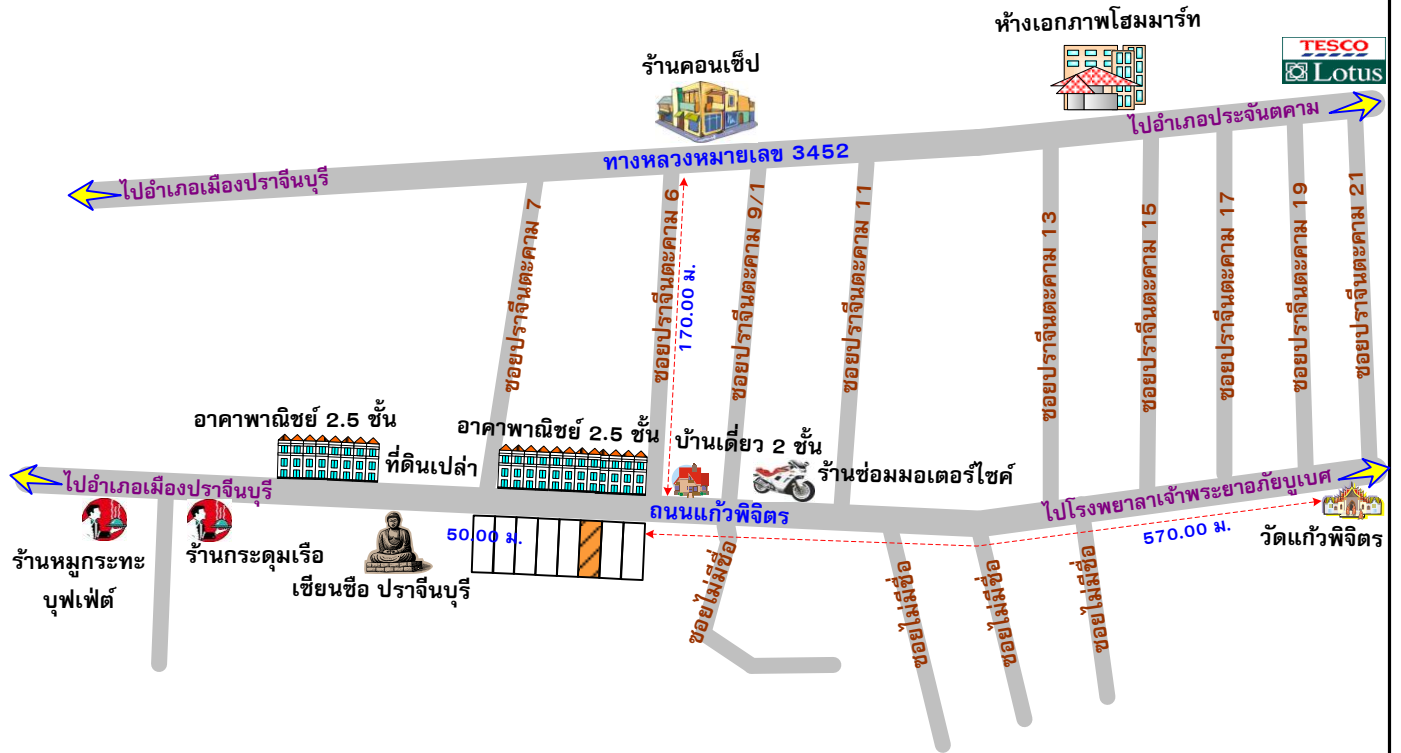 ห้างเอกภาพโฮมมาร์ท
TESCO
Lotus
ร้านคอนเซ็ป
ไปอำเภอประจันตคาม
ทางหลวงหมายเลข 3452
ไปอำเภอเมืองปราจีนบุรี
ซอยปราจีนตะคาม 7
ซอยปราจีนตะคาม 6
170.00 ม.
ซอยปราจีนตะคาม 9/1
ซอยปราจีนตะคาม 11
ซอยปราจีนตะคาม 13
ซอยปราจีนตะคาม 15
ซอยปราจีนตะคาม 17
ซอยปราจีนตะคาม 19
ซอยปราจีนตะคาม 21
อาคาพาณิชย์ 2.5 ชั้น
ที่ดินเปล่า
อาคาพาณิชย์ 2.5 ชั้น
บ้านเดี่ยว 2 ชั้น
ร้านซ่อมมอเตอร์ไซค์
ไปอำเภอเมืองปราจีนบุรี
ถนนแก้วพิจิตร
ไปโรงพยาลาเจ้าพระยาอภัยภูเบศ
ร้านหมูกระทะ
บุฟเฟ่ต์
ร้านกระดุมเรือ
เซียนซือ ปราจีนบุรี
50.00 ม.
570.00 ม.
วัดแก้วพิจิตร
ซอยไม่มีชื่อ
ซอยไม่มีชื่อ
ซอยไม่มีชื่อ
ซอยไม่มีชื่อ